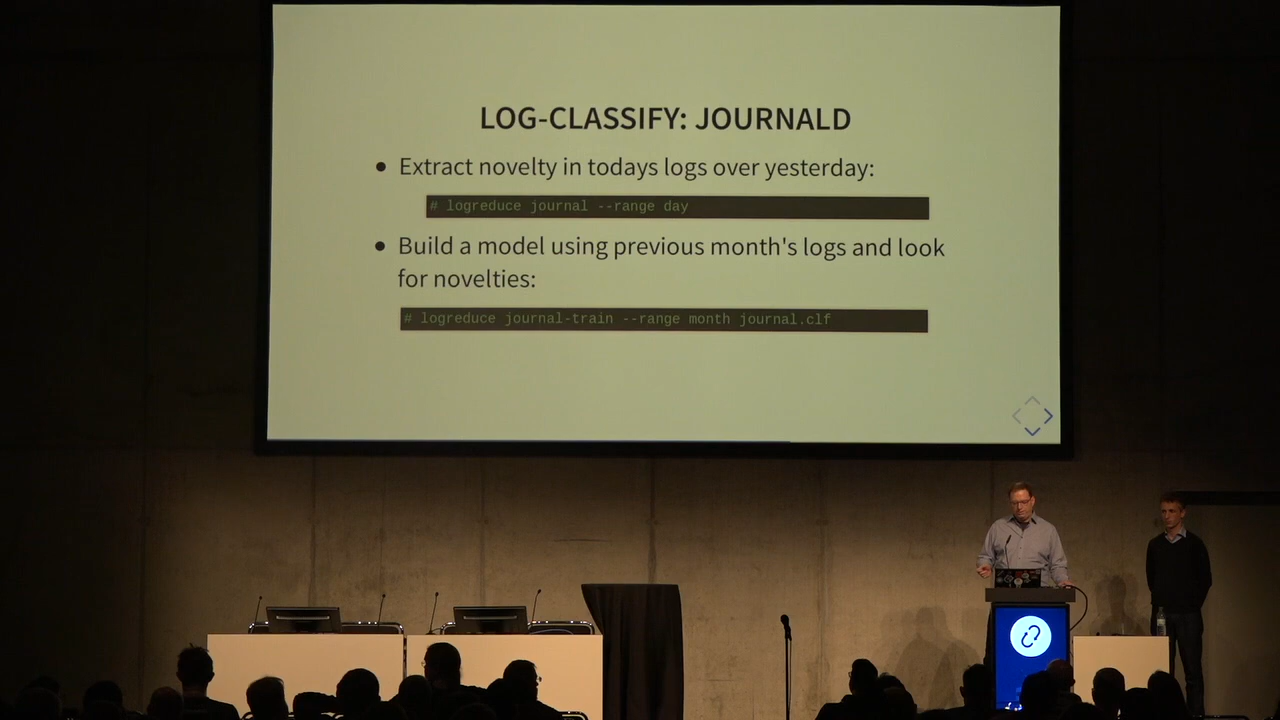 LOG-CLASSIFY: JOURNALD
• Extract novelty in todays logs over yesterday:
# logreduce journal --range day
• Build a model using previous month's logs and look
for novelties:
# logreduce journal-train --range month journal.clf